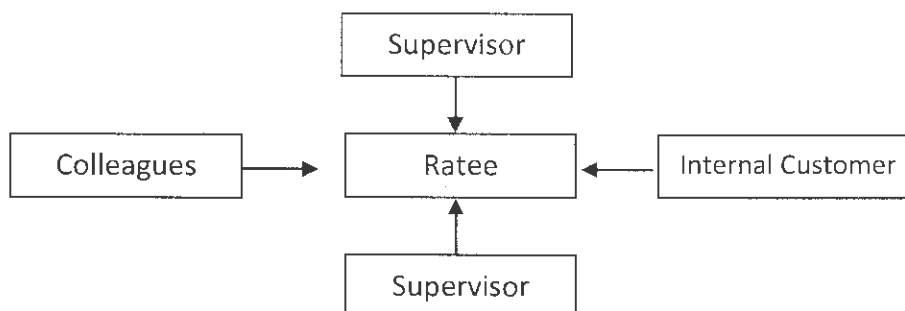 Supervisor
Colleagues
Ratee
Internal Customer
Supervisor